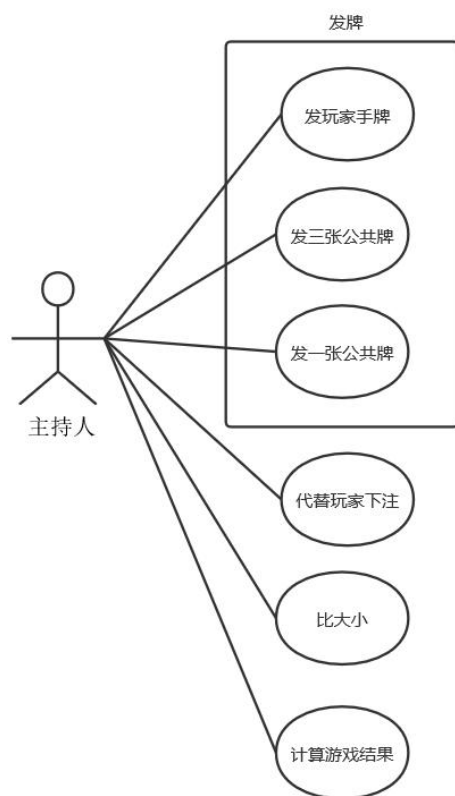 发牌
发玩家手牌
发三张公共牌
发一张公共牌
主持人
代替玩家下注
比大小
计算游戏结果